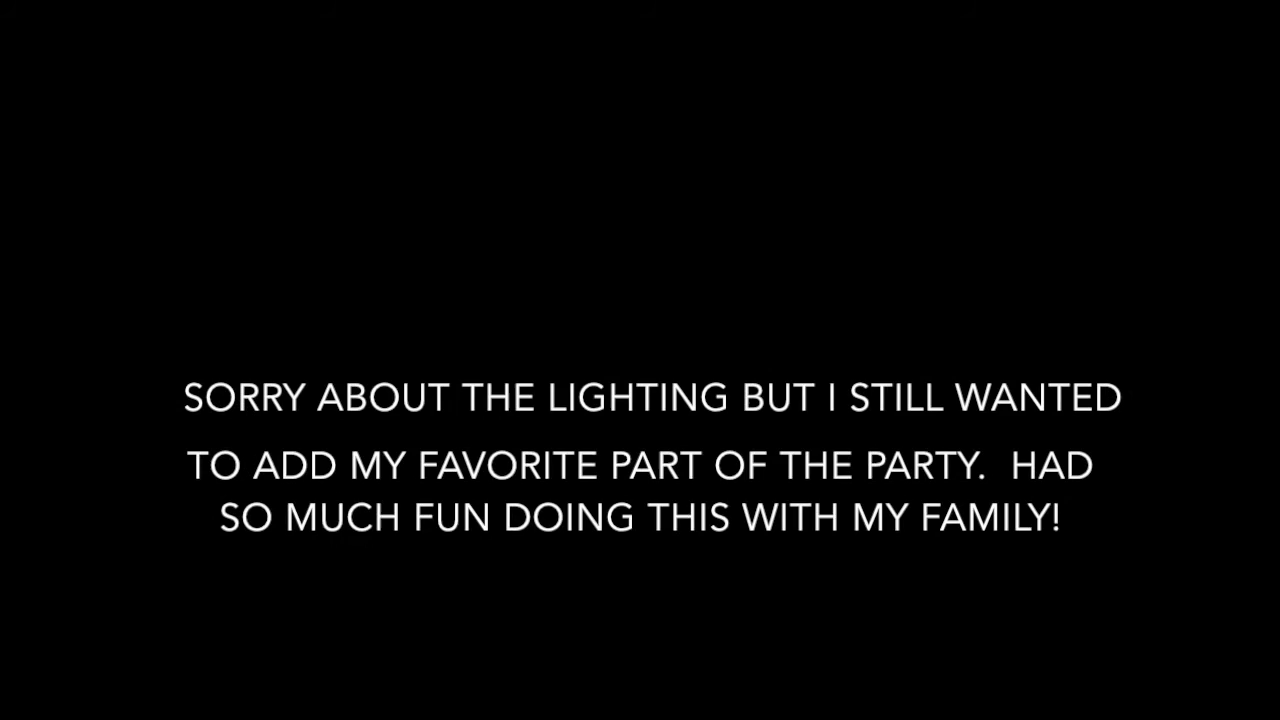 SORRY ABOUT THE LIGHTING BUT I STILL WANTED
TO ADD MY FAVORITE PART OF THE PARTY.  HAD
SO MUCH FUN DOING THIS WITH MY FAMILY!